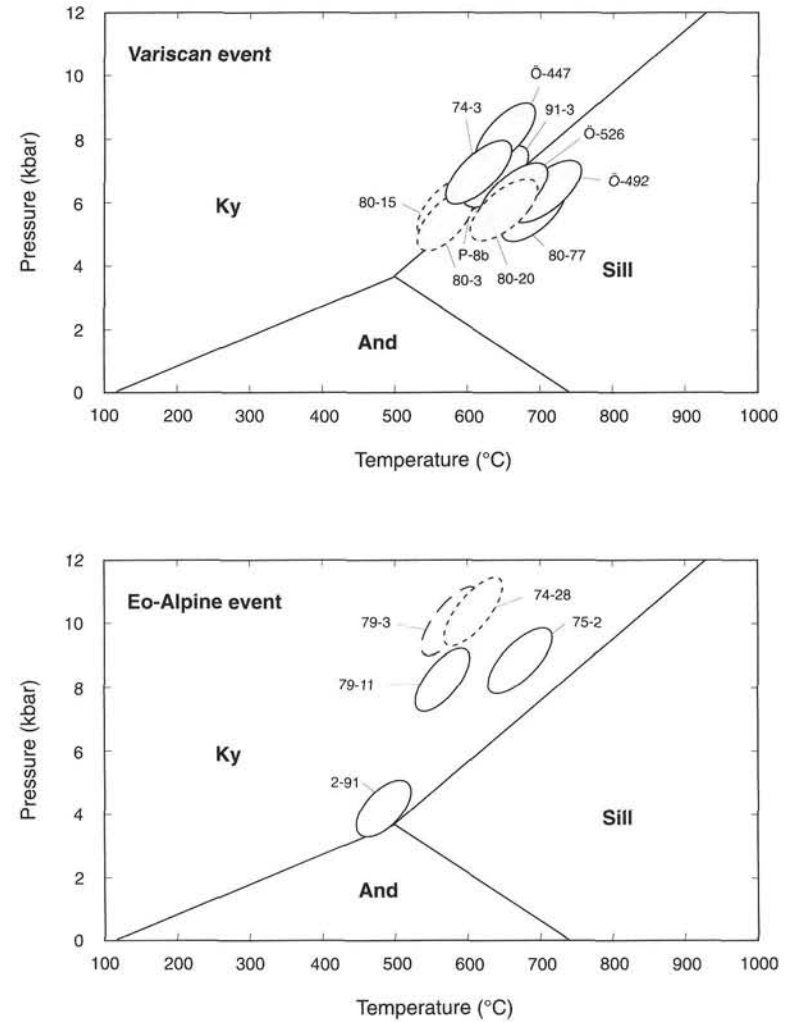 12
Variscan event
Ö-447
10
74-3
91-3
Ö-526
8
Ö-492
80-15
Ky
6
P-8b
80-3
80-20
80-77
Sill
4
And
2
0
100 200 300 400 500 600 700 800 900 1000
Pressure (kbar)
Temperature (°C)
12
Eo-Alpine event
74-28
10
79-3
75-2
8
79-11
Ky
6
2-91
4
Sill
And
2
0
100 200 300 400 500 600 700 800 900 1000
Pressure (kbar)
Temperature (°C)